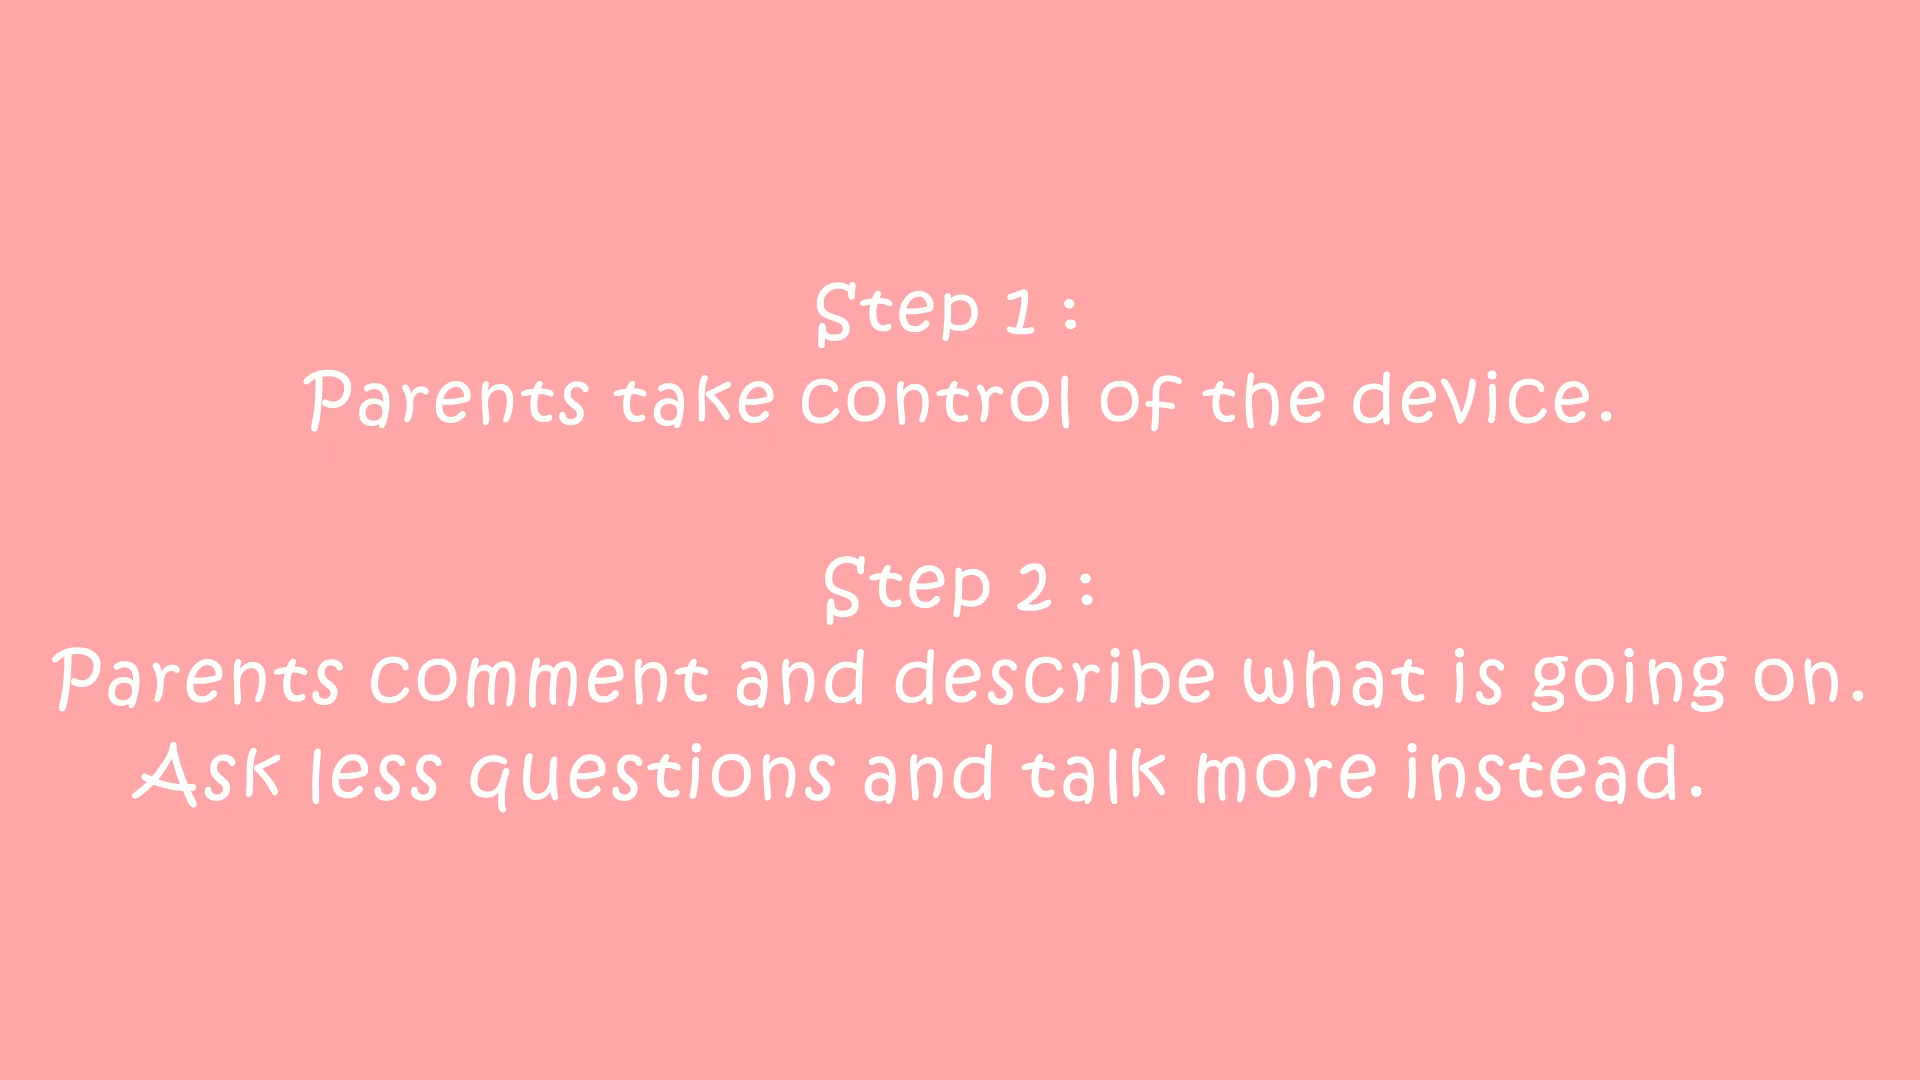 Step 1 :
Parents take control of the device.
Step 2 :
Parents comment and describe what is going on.
Ask less questions and talk more instead.